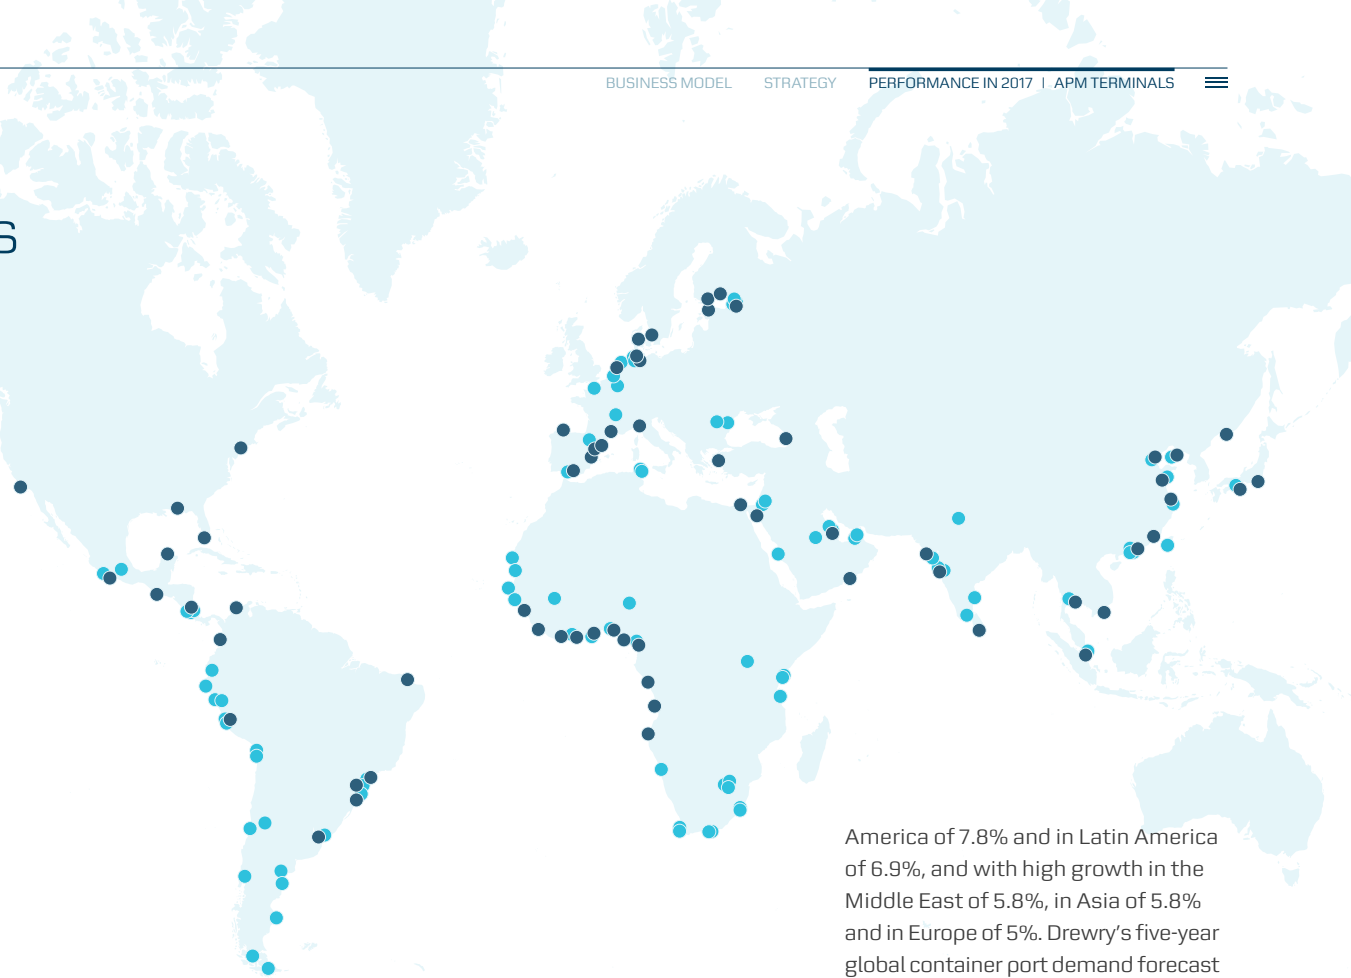 BUSINESS MODEL STRATEGY PERFORMANCE IN 2017 | APM TERMINALS
S
America of 7.8% and in Latin America
of 6.9%, and with high growth in the
Middle East of 5.8%, in Asia of 5.8%
and in Europe of 5%. Drewry’s five-year
global container port demand forecast